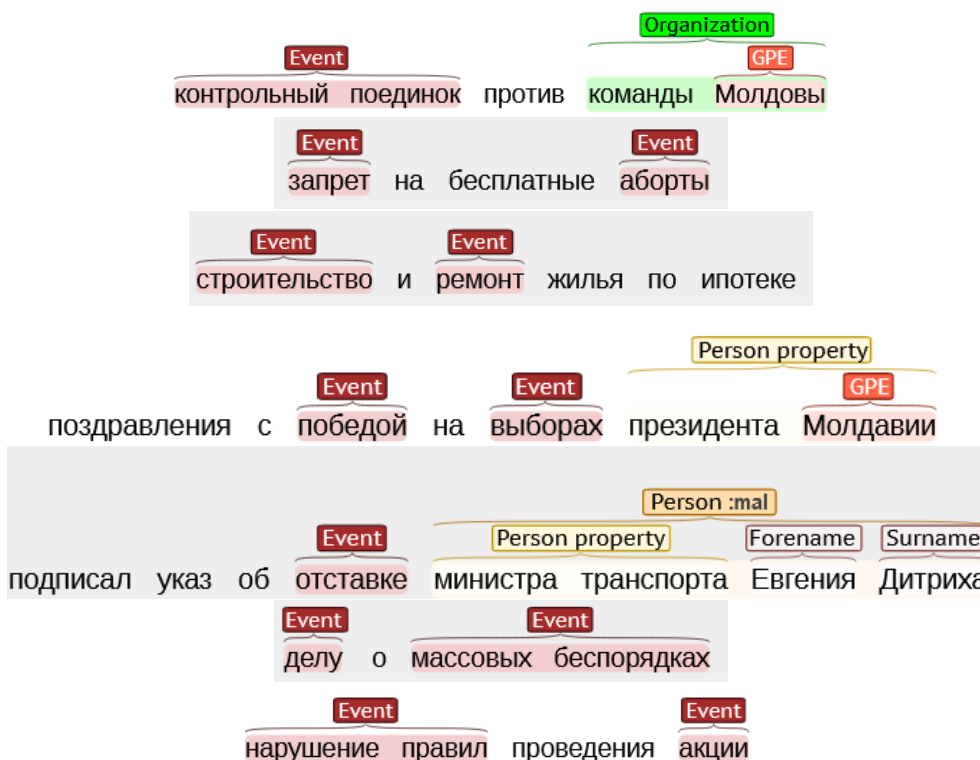 Organization
Event GPE
контрольный поединок против команды Молдовы
Event Event
запрет на бесплатные аборты
Event Event
строительство и ремонт жилья по ипотеке
Person property
Event Event GPE
поздравления с победой на выборах президента Молдавии
Person :mal
Event Person property Forename Surname
подписал указ об отставке министра транспорта Евгения Дитриха
Event Event
делу о массовых беспорядках
Event Event
нарушение правил проведения акции